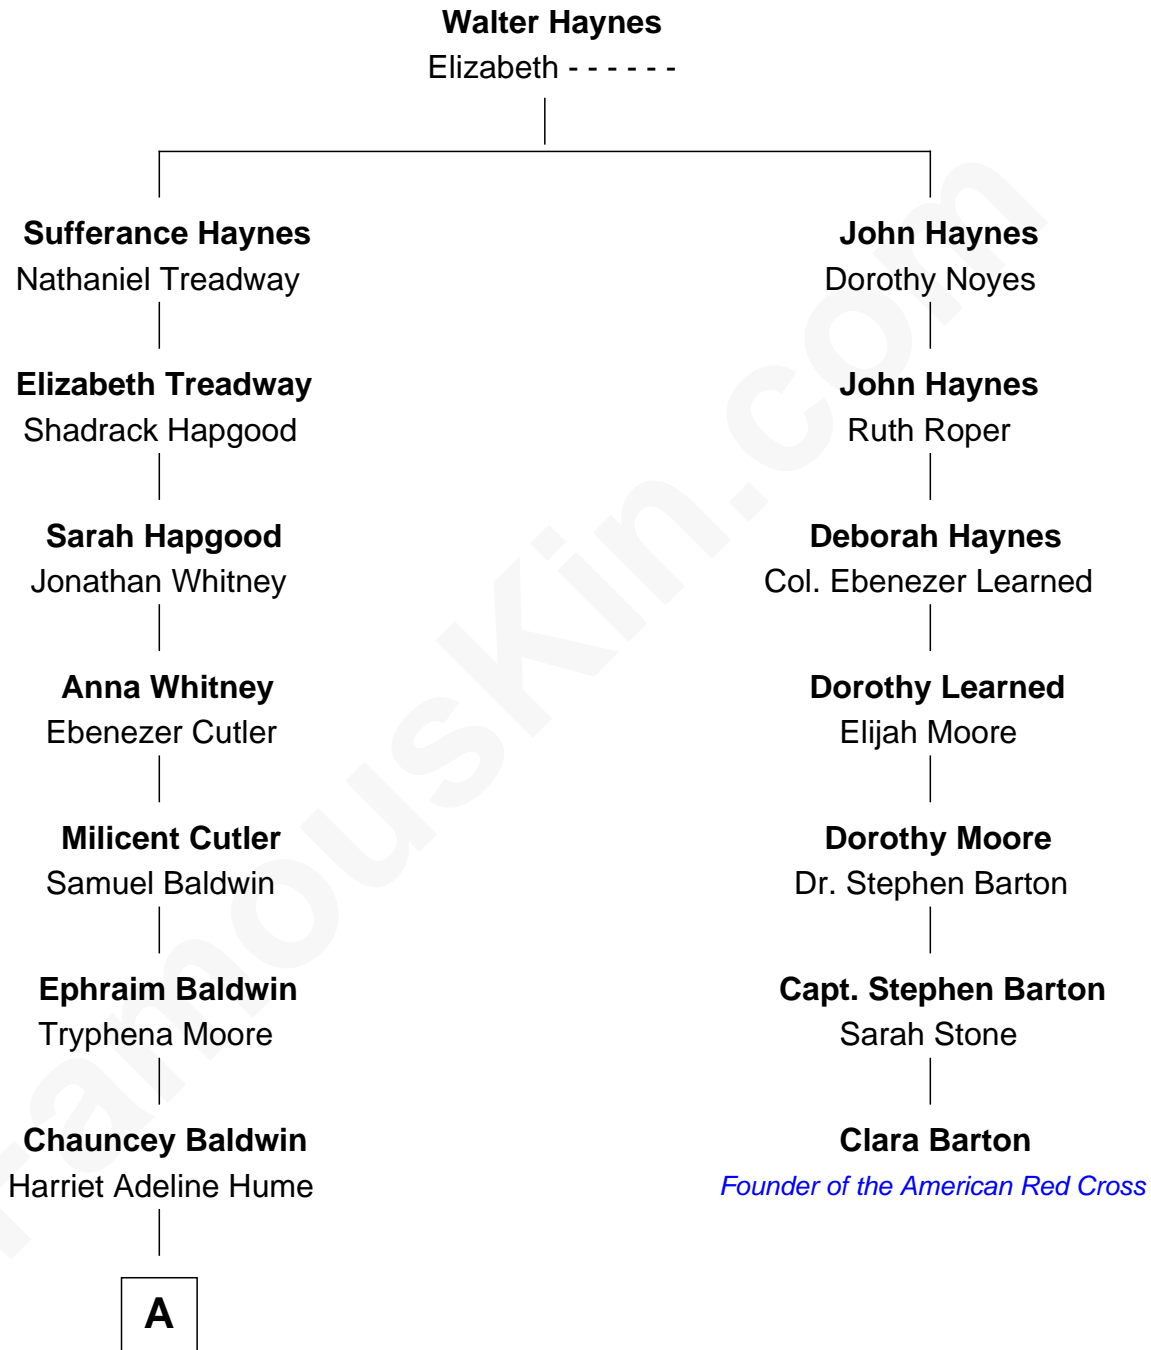 Walter Haynes
Elizabeth - - - - - -
Sufferance Haynes
Nathaniel Treadway
John Haynes
Dorothy Noyes
Elizabeth Treadway
Shadrack Hapgood
John Haynes
Ruth Roper
Sarah Hapgood
Jonathan Whitney
Deborah Haynes
Col. Ebenezer Learned
Anna Whitney
Ebenezer Cutler
Dorothy Learned
Elijah Moore
Milicent Cutler
Samuel Baldwin
Dorothy Moore
Dr. Stephen Barton
Ephraim Baldwin
Tryphena Moore
Capt. Stephen Barton
Sarah Stone
Chauncey Baldwin
Harriet Adeline Hume
Clara Barton
Founder of the American Red Cross
A
FamousKin.com